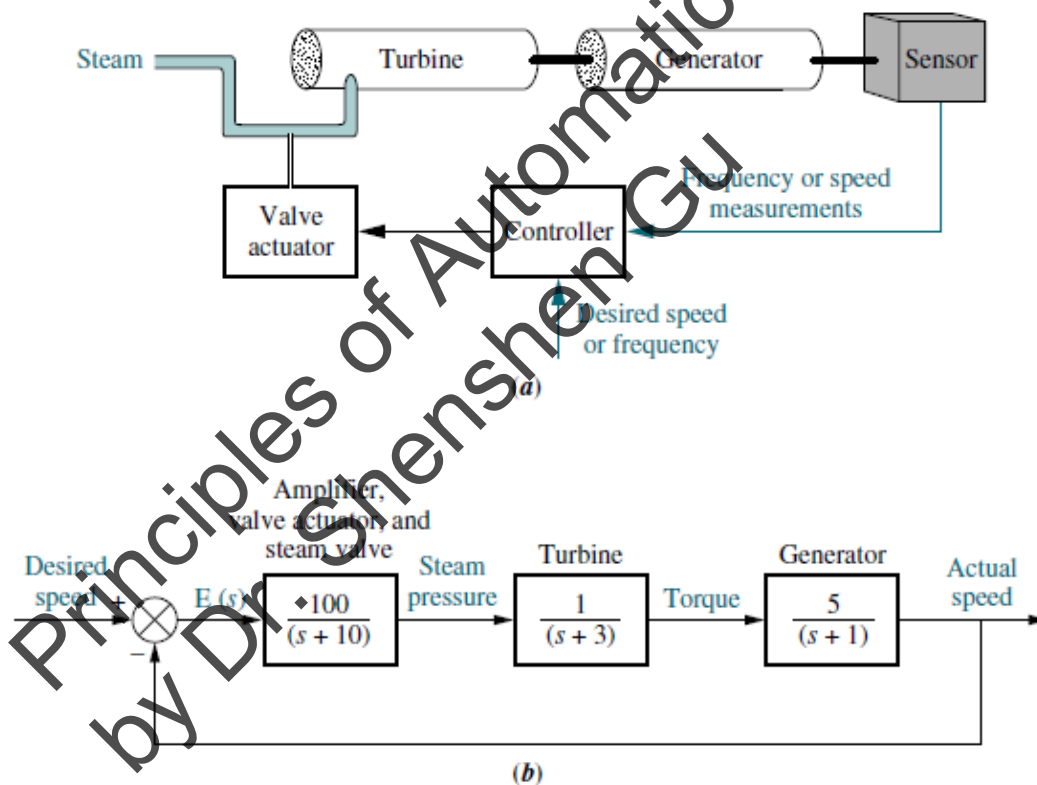 Steam
Turbine
Generator
Sensor
Valve
actuator
Controller
Frequency or speed
measurements
Desired speed
or frequency
(a)
Principles of
by Dr. Shenshen Gu
Amplifier,
valve actuator, and
steam valve
Desired
speed
+
−
E (s)
100
(s + 10)
Steam
pressure
Turbine
1
(s + 3)
Torque
Generator
5
(s + 1)
Actual
speed
(b)